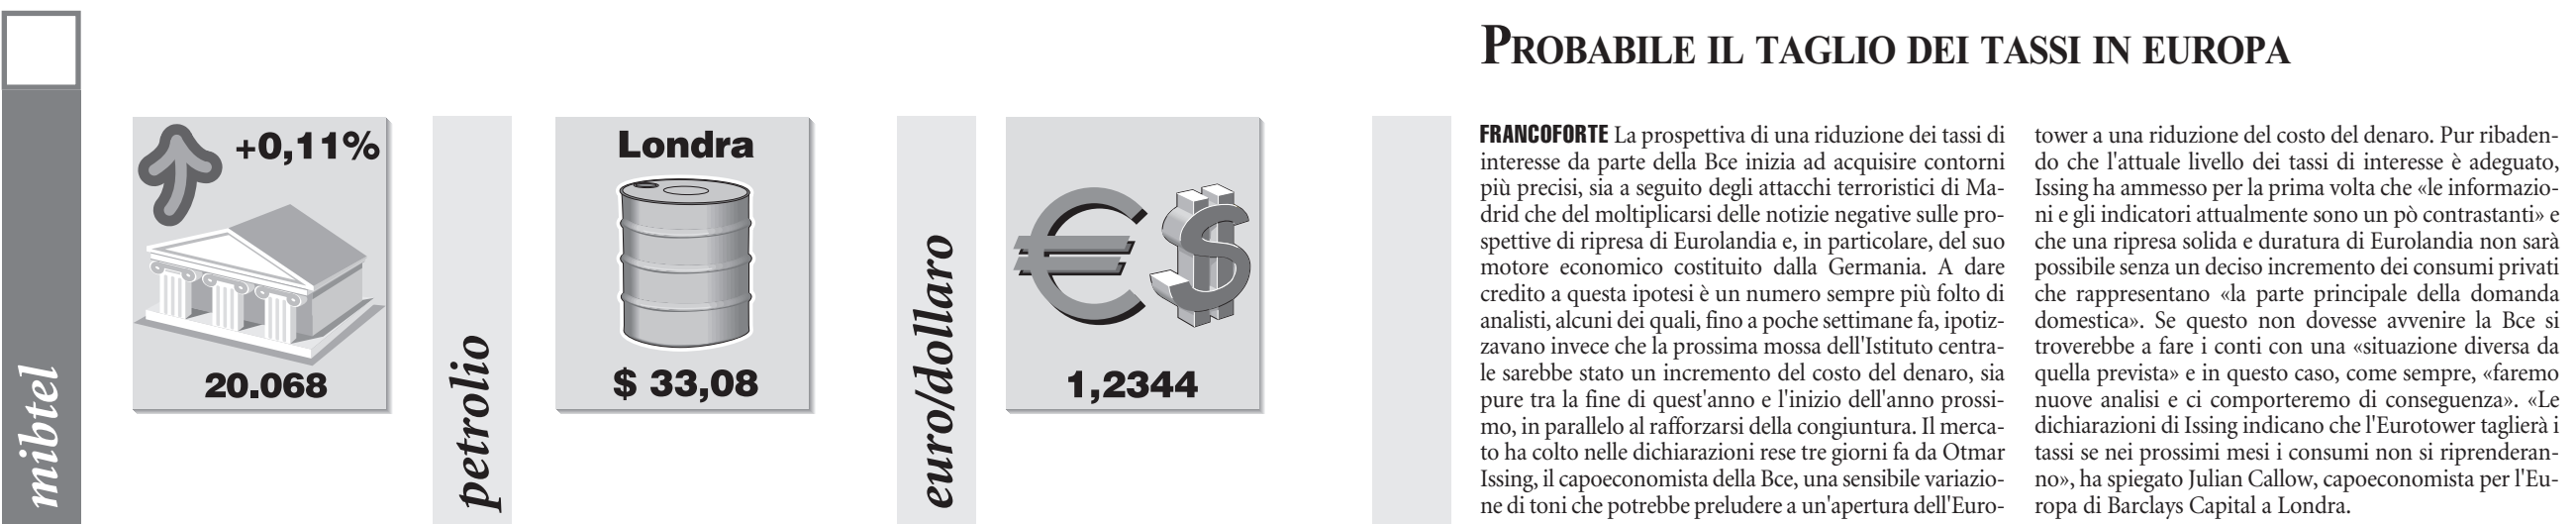 mibtel
+0,11%
20.068
petrolio
Londra
$ 33,08
euro/dollaro
1,2344
PROBABILE IL TAGLIO DEI TASSI IN EUROPA
FRANCOFORTE La prospettiva di una riduzione dei tassi di
interesse da parte della Bce inizia ad acquisire contorni
più precisi, sia a seguito degli attacchi terroristici di Ma-
drid che del moltiplicarsi delle notizie negative sulle pro-
spettive di ripresa di Eurolandia e, in particolare, del suo
motore economico costituito dalla Germania. A dare
credito a questa ipotesi è un numero sempre più folto di
analisti, alcuni dei quali, fino a poche settimane fa, ipotiz-
zavano invece che la prossima mossa dell'Istituto centra-
le sarebbe stato un incremento del costo del denaro, sia
pure tra la fine di quest'anno e l'inizio dell'anno prossi-
mo, in parallelo al rafforzarsi della congiuntura. Il merca-
to ha colto nelle dichiarazioni rese tre giorni fa da Otmar
Issing, il capoeconomista della Bce, una sensibile variazio-
ne di toni che potrebbe preludere a un'apertura dell'Euro-
tower a una riduzione del costo del denaro. Pur ribaden-
do che l'attuale livello dei tassi di interesse è adeguato,
Issing ha ammesso per la prima volta che «le informazio-
ni e gli indicatori attualmente sono un pò contrastanti» e
che una ripresa solida e duratura di Eurolandia non sarà
possibile senza un deciso incremento dei consumi privati
che rappresentano «la parte principale della domanda
domestica». Se questo non dovesse avvenire la Bce si
troverebbe a fare i conti con una «situazione diversa da
quella prevista» e in questo caso, come sempre, «faremo
nuove analisi e ci comporteremo di conseguenza». «Le
dichiarazioni di Issing indicano che l'Eurotower taglierà i
tassi se nei prossimi mesi i consumi non si riprenderan-
no», ha spiegato Julian Callow, capoeconomista per l'Eu-
ropa di Barclays Capital a Londra.